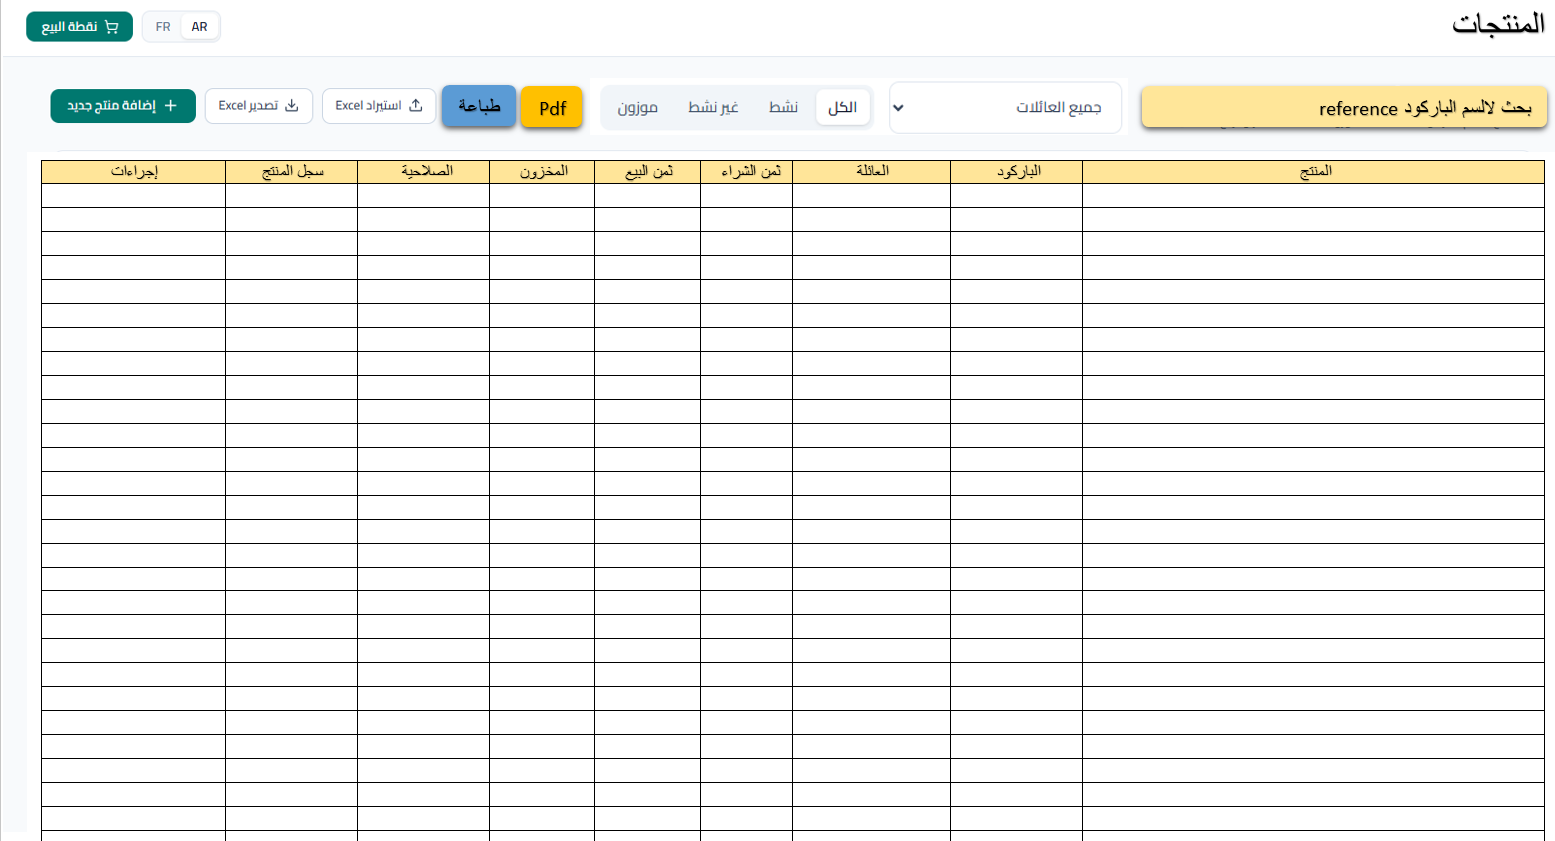 المنتجات
AR FR
نقطة البيع
بحث لالسم الباركود reference
جميع العائلات
الكل نشط غير نشط موزون
Pdf
طباعة
استيراد Excel
تصدير Excel
إضافة منتج جديد
المنتج الباركود العائلة ثمن الشراء ثمن البيع المخزون الصلاحية سجل المنتج إجراءات